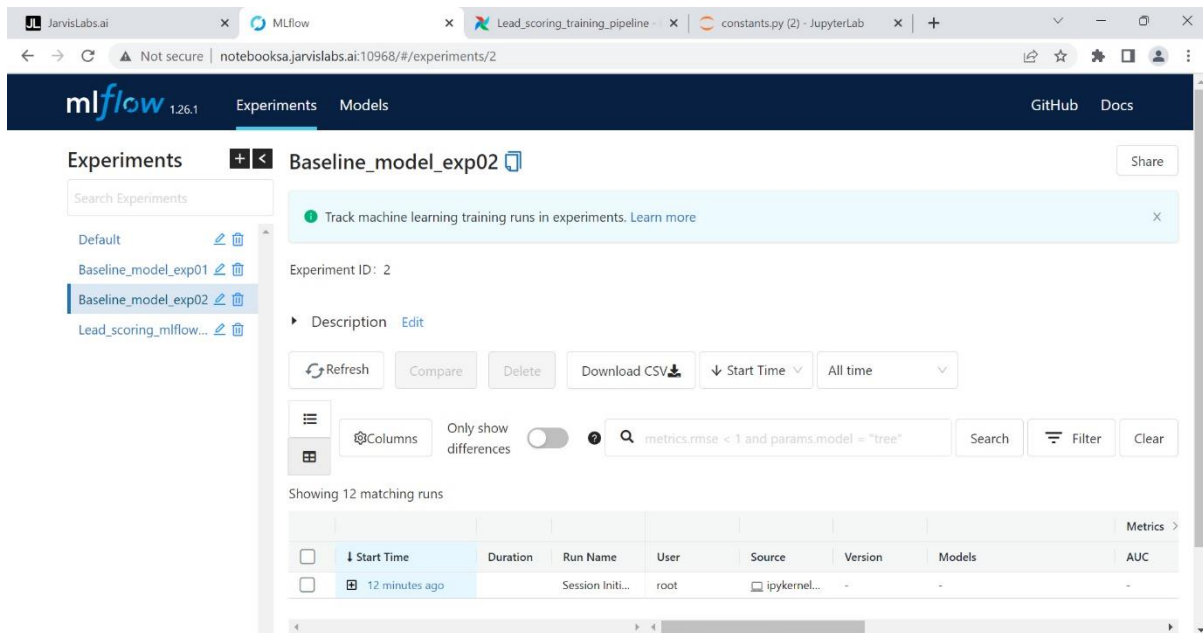 JL JarvisLabs.ai
MLflow
Lead_scoring_training_pipeline -
constants.py (2) - JupyterLab
Not secure | notebooksa.jarvislabs.ai:10968/#/experiments/2
mlflow 1.26.1 Experiments Models GitHub Docs
Experiments
Search Experiments
Default
Baseline_model_exp01
Baseline_model_exp02
Lead_scoring_mlflow...
Baseline_model_exp02
Share
Track machine learning training runs in experiments. Learn more
Experiment ID: 2
Description Edit
Refresh Compare Delete Download CSV Start Time All time
Columns Only show differences metrics.rmse < 1 and params.model = "tree" Search Filter Clear
Showing 12 matching runs
Metrics
Start Time Duration Run Name User Source Version Models AUC
12 minutes ago Session Initi... root ipykernel... - - -